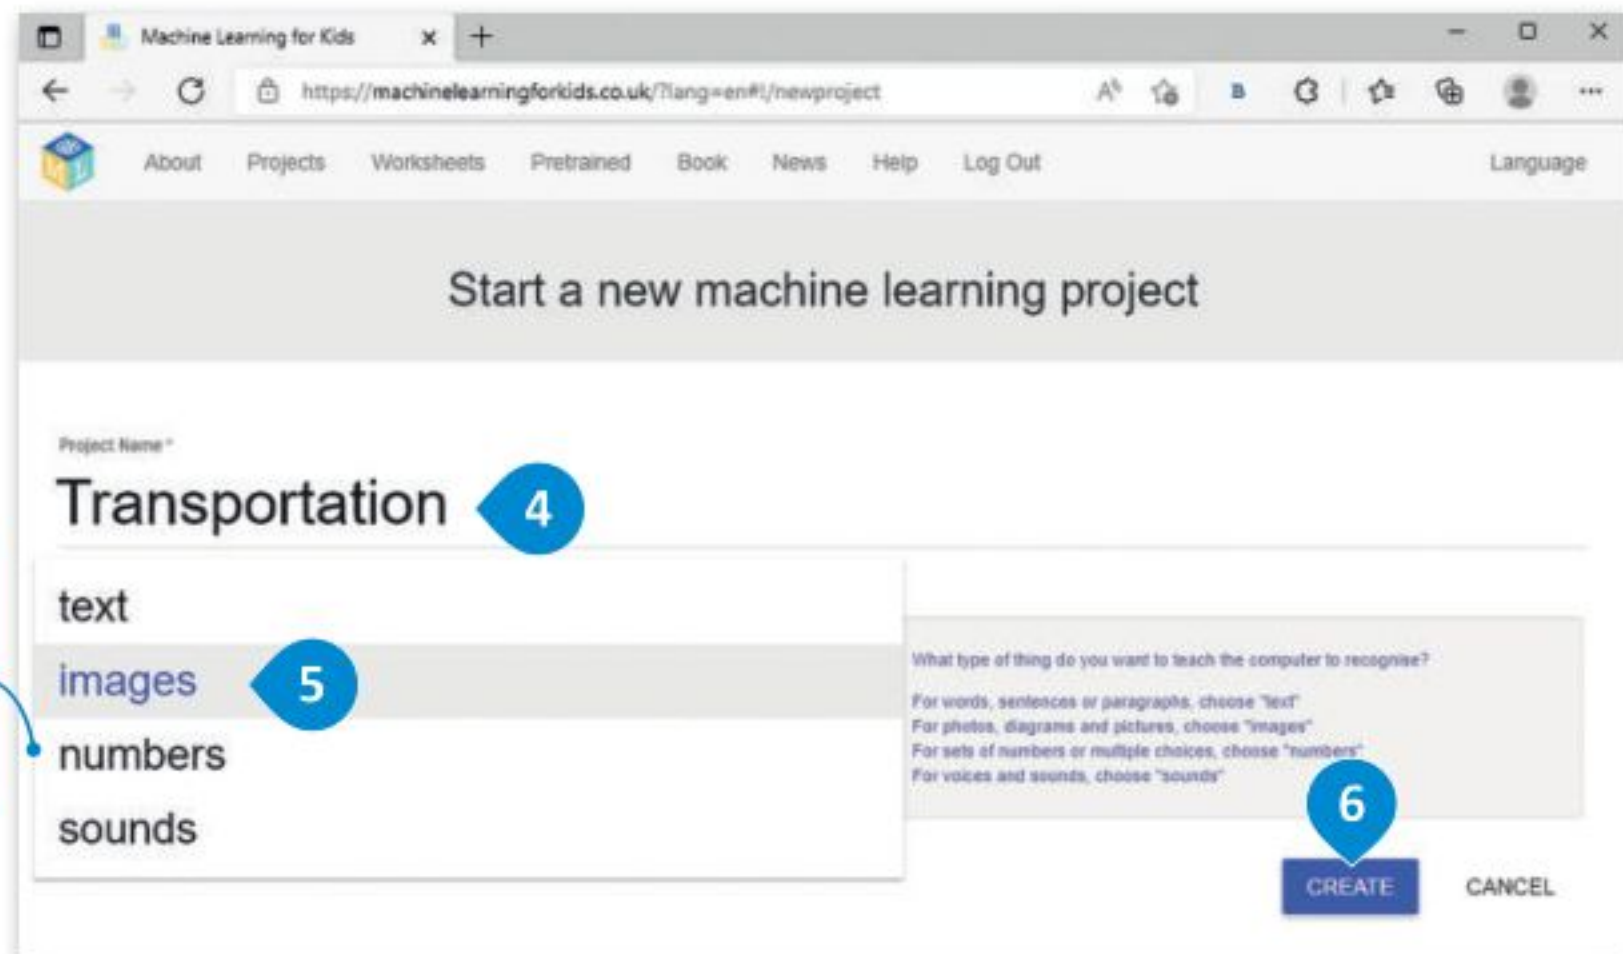 Machine Learning for Kids
https://machinelearningforkids.co.uk/?lang=en#!/newproject
About Projects Worksheets Pretrained Book News Help Log Out Language
Start a new machine learning project
Project Name *
Transportation 4
text
images 5
numbers
sounds
What type of thing do you want to teach the computer to recognise?
For words, sentences or paragraphs, choose "text"
For photos, diagrams and pictures, choose "images"
For sets of numbers or multiple choices, choose "numbers"
For voices and sounds, choose "sounds"
6
CREATE CANCEL